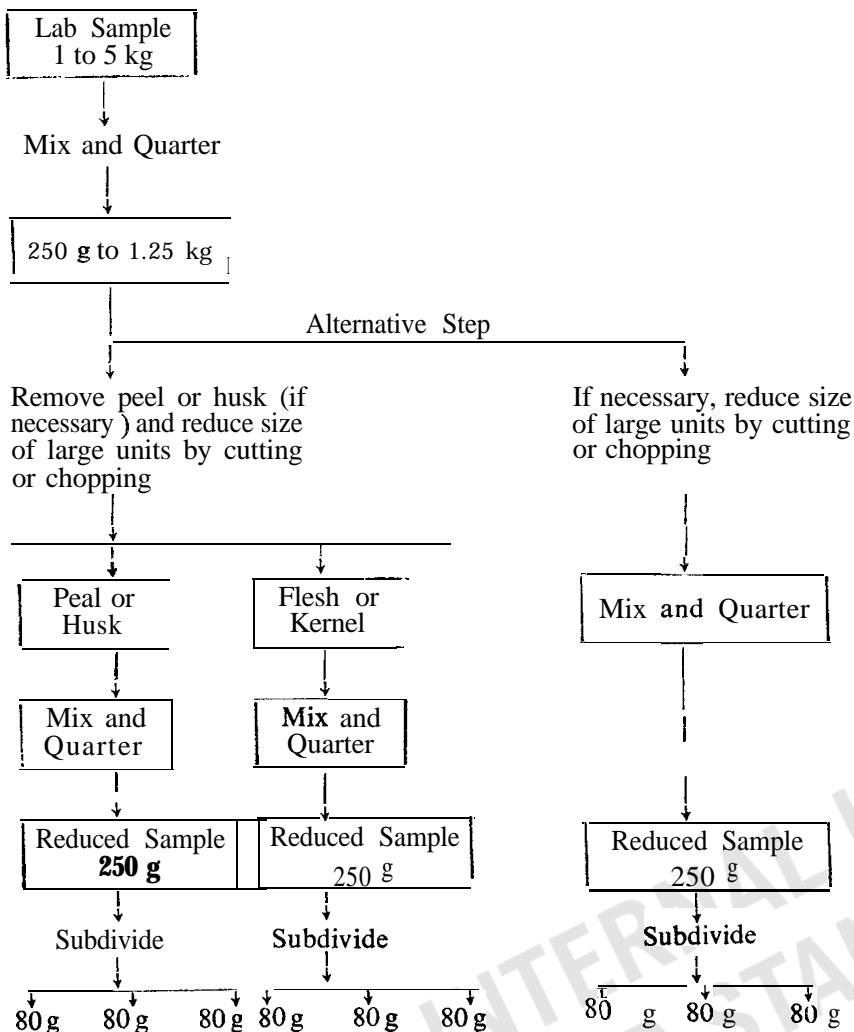 Lab Sample
1 to 5 kg
Mix and Quarter
250 g to 1.25 kg
Alternative Step
Remove peel or husk (if
necessary ) and reduce size
of large units by cutting
or chopping
If necessary, reduce size
of large units by cutting
or chopping
Peal or
Husk
Flesh or
Kernel
Mix and Quarter
Mix and
Quarter
Mix and
Quarter
Reduced Sample
250 g
Reduced Sample
250 g
Reduced Sample
250 g
Subdivide
Subdivide
Subdivide
80 g 80 g 80 g 80 g 80 g 80 g 80 g 80 g 80 g
INTERNAL